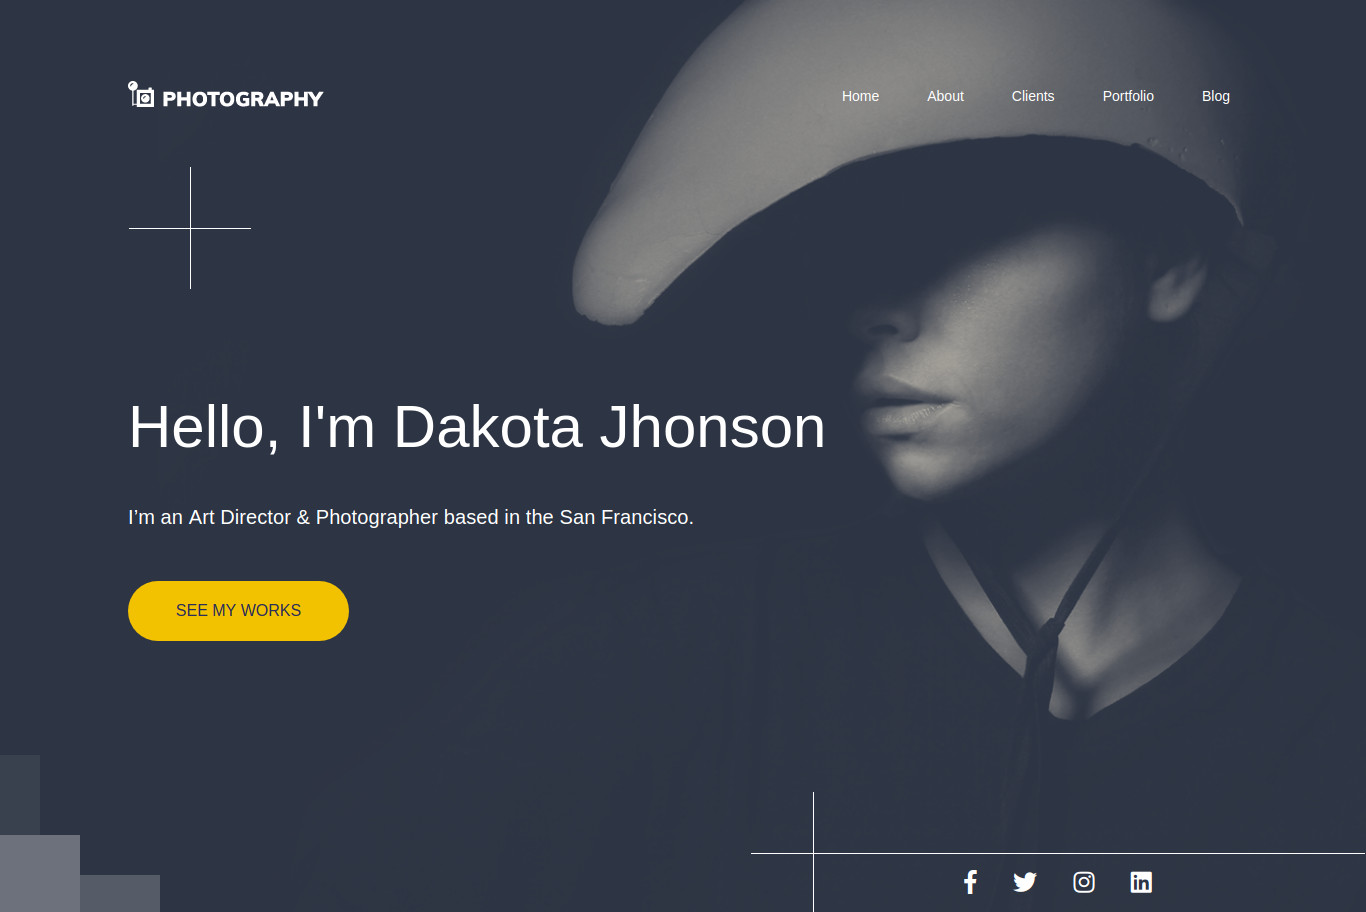 PHOTOGRAPHY
Home About Clients Portfolio Blog
Hello, I'm Dakota Jhonson
I’m an Art Director & Photographer based in the San Francisco.
SEE MY WORKS